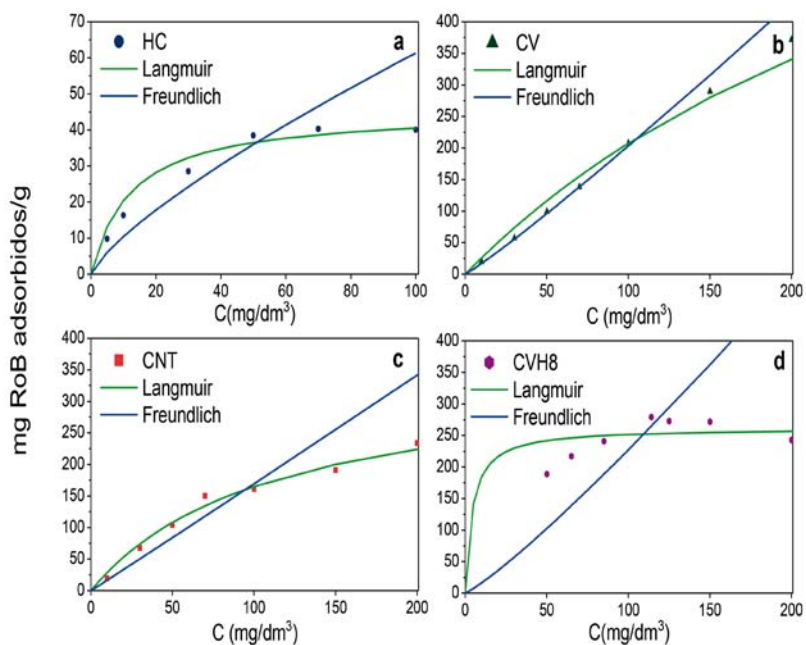 mg RoB adsorbidos/g
70
60
50
40
30
20
10
0
HC
Langmuir
Freundlich
a
0 20 40 60 80 100
C(mg/dm³)
400
350
300
250
200
150
100
50
0
CV
Langmuir
Freundlich
b
0 50 100 150 200
C (mg/dm³)
400
350
300
250
200
150
100
50
0
CNT
Langmuir
Freundlich
c
0 50 100 150 200
C (mg/dm³)
400
350
300
250
200
150
100
50
0
CVH8
Langmuir
Freundlich
d
0 50 100 150 200
C(mg/dm³)